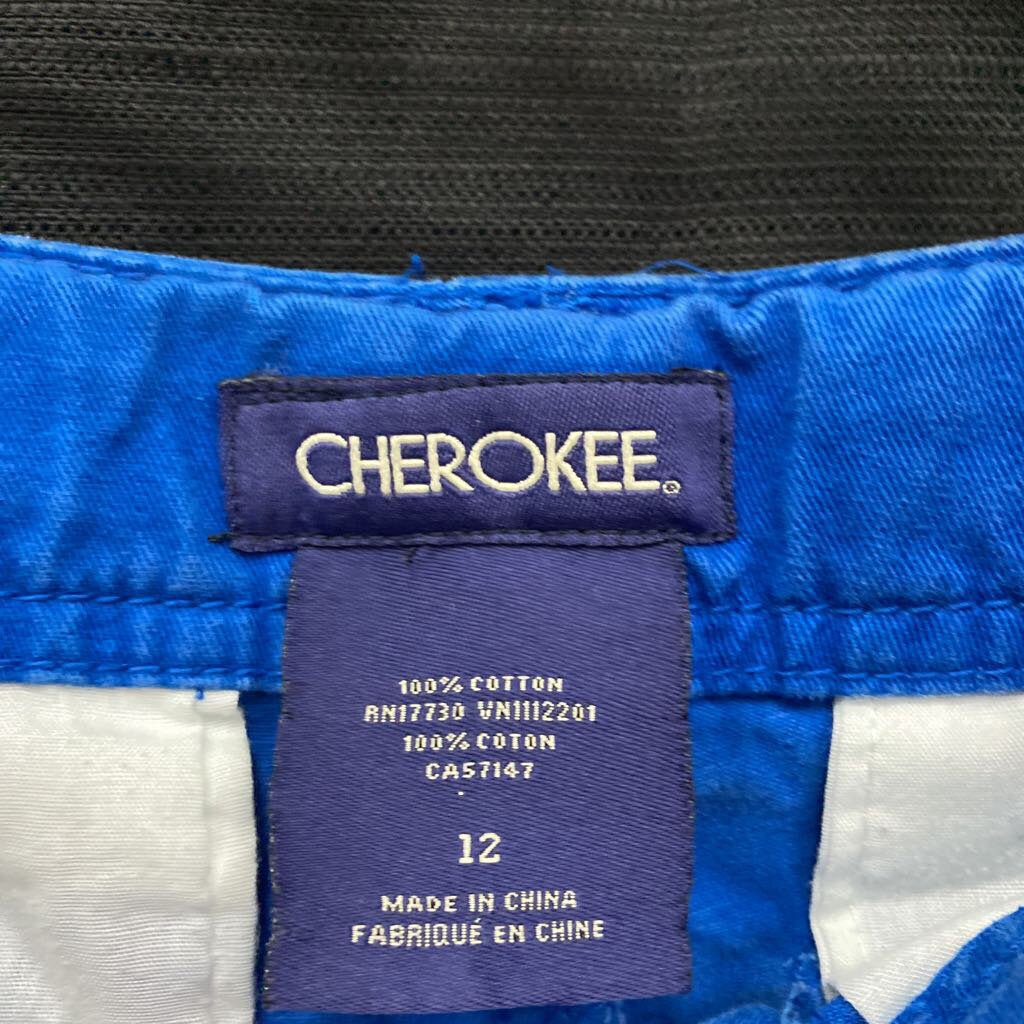 CHEROKEE®
100% COTTON
RN17730 VN1112201
100% COTON
CA57147
12
MADE IN CHINA
FABRIQUÉ EN CHINE